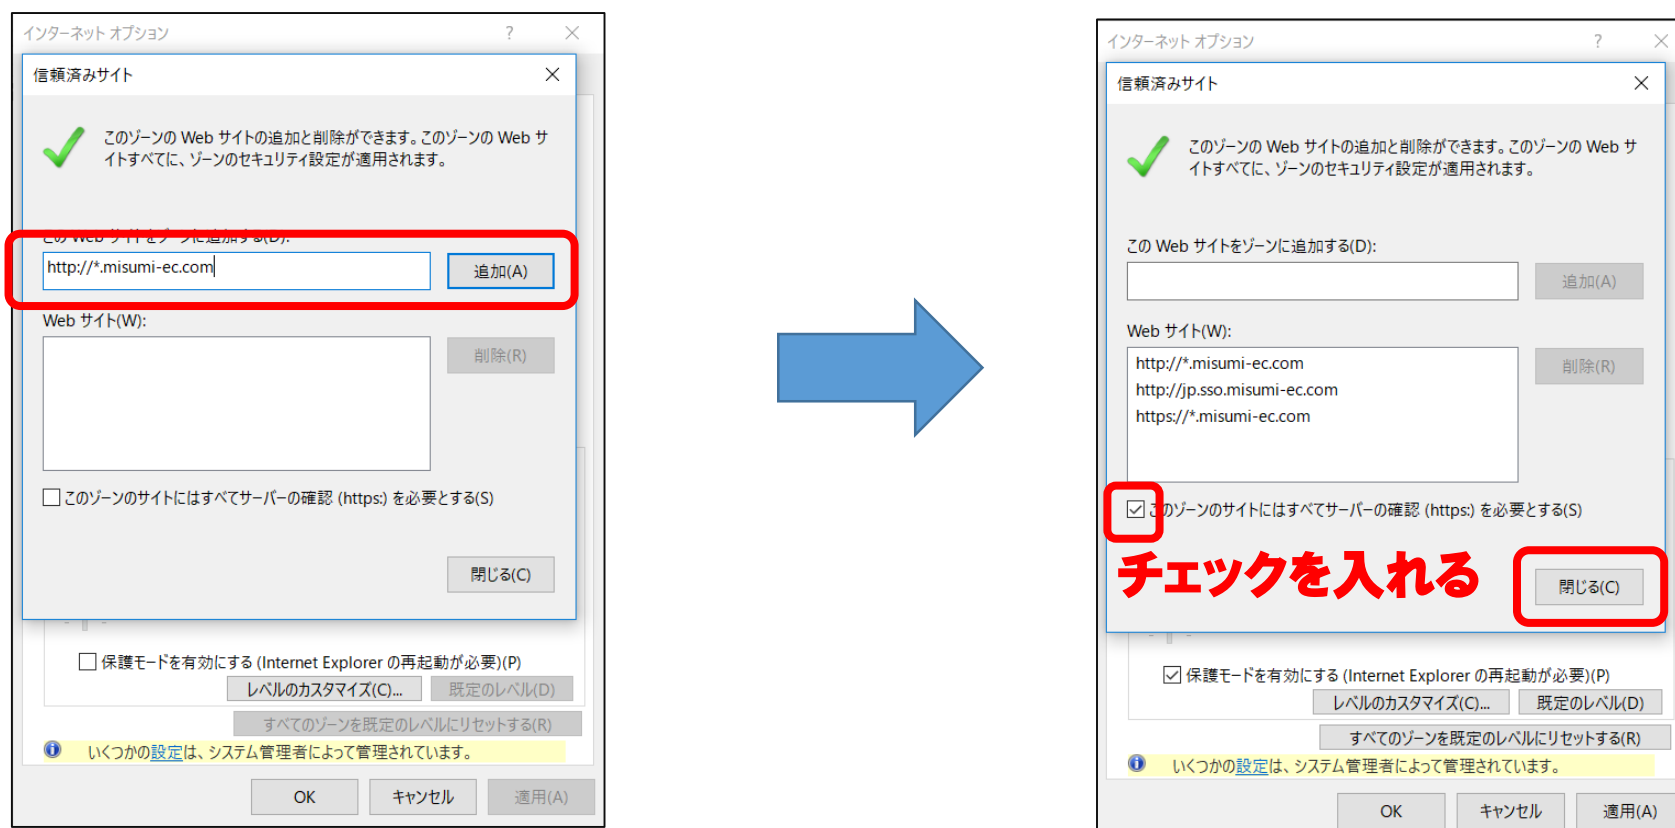 インターネット オプション
?
信頼済みサイト
このゾーンの Web サイトの追加と削除ができます。このゾーンの Web サ
イトすべてに、ゾーンのセキュリティ設定が適用されます。
この Web サイトをゾーンに追加する(D):
http://*.misumi-ec.com
追加(A)
Web サイト(W):
削除(R)
このゾーンのサイトにはすべてサーバーの確認 (https:) を必要とする(S)
閉じる(C)
保護モードを有効にする (Internet Explorer の再起動が必要)(P)
レベルのカスタマイズ(C)...
既定のレベル(D)
すべてのゾーンを既定のレベルにリセットする(R)
いくつかの設定は、システム管理者によって管理されています。
OK
キャンセル
適用(A)
インターネット オプション
?
信頼済みサイト
このゾーンの Web サイトの追加と削除ができます。このゾーンの Web サ
イトすべてに、ゾーンのセキュリティ設定が適用されます。
この Web サイトをゾーンに追加する(D):
追加(A)
Web サイト(W):
http://*.misumi-ec.com
http://jp.sso.misumi-ec.com
https://*.misumi-ec.com
削除(R)
このゾーンのサイトにはすべてサーバーの確認 (https:) を必要とする(S)
チェックを入れる
閉じる(C)
保護モードを有効にする (Internet Explorer の再起動が必要)(P)
レベルのカスタマイズ(C)...
既定のレベル(D)
すべてのゾーンを既定のレベルにリセットする(R)
いくつかの設定は、システム管理者によって管理されています。
OK
キャンセル
適用(A)